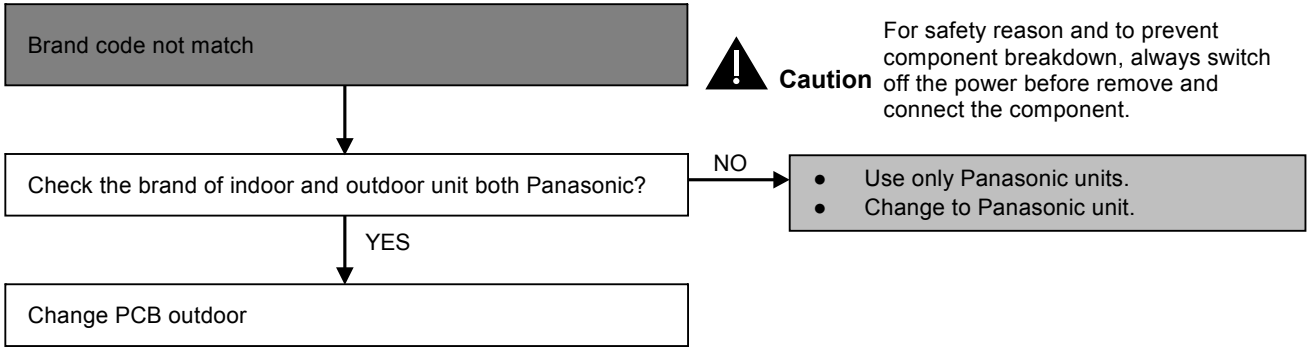 Brand code not match
Caution
For safety reason and to prevent
component breakdown, always switch
off the power before remove and
connect the component.
Check the brand of indoor and outdoor unit both Panasonic?
NO
● Use only Panasonic units.
● Change to Panasonic unit.
YES
Change PCB outdoor